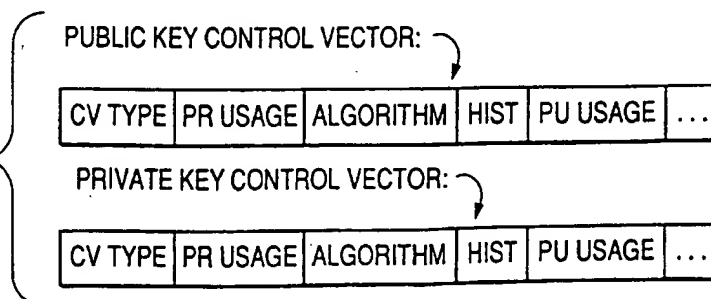 PUBLIC KEY CONTROL VECTOR:
CV TYPE PR USAGE ALGORITHM HIST PU USAGE ...
PRIVATE KEY CONTROL VECTOR:
CV TYPE PR USAGE ALGORITHM HIST PU USAGE ...